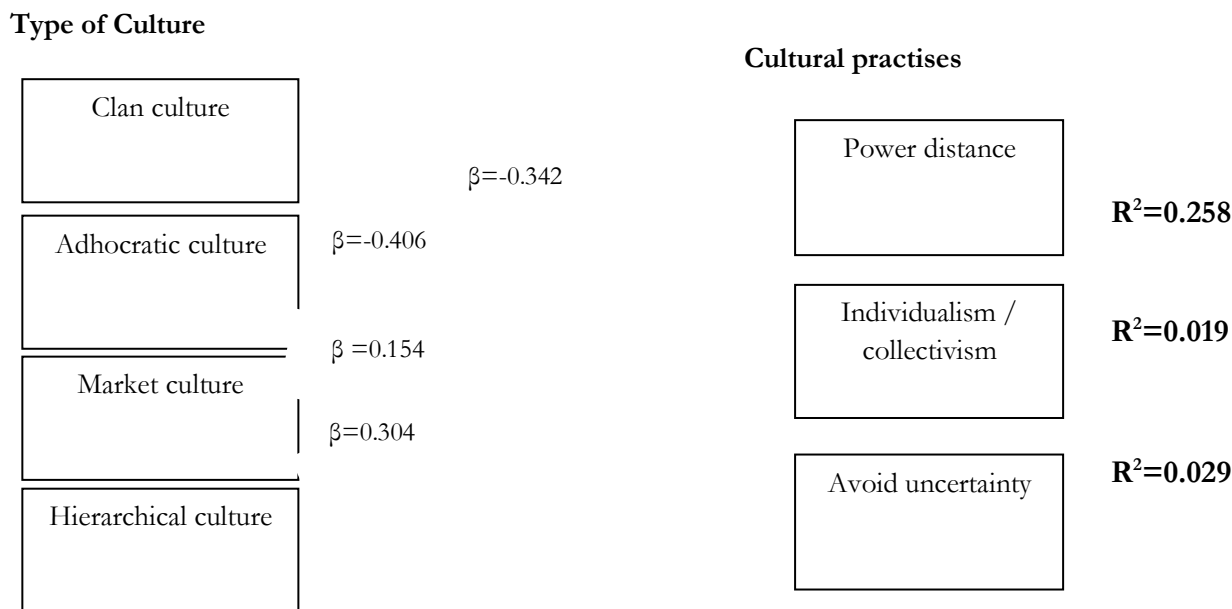 Type of Culture
Clan culture
β=-0.342
Adhocratic culture
β=-0.406
β =0.154
Market culture
β=0.304
Hierarchical culture
Cultural practises
Power distance
R²=0.258
Individualism /
collectivism
R²=0.019
Avoid uncertainty
R²=0.029